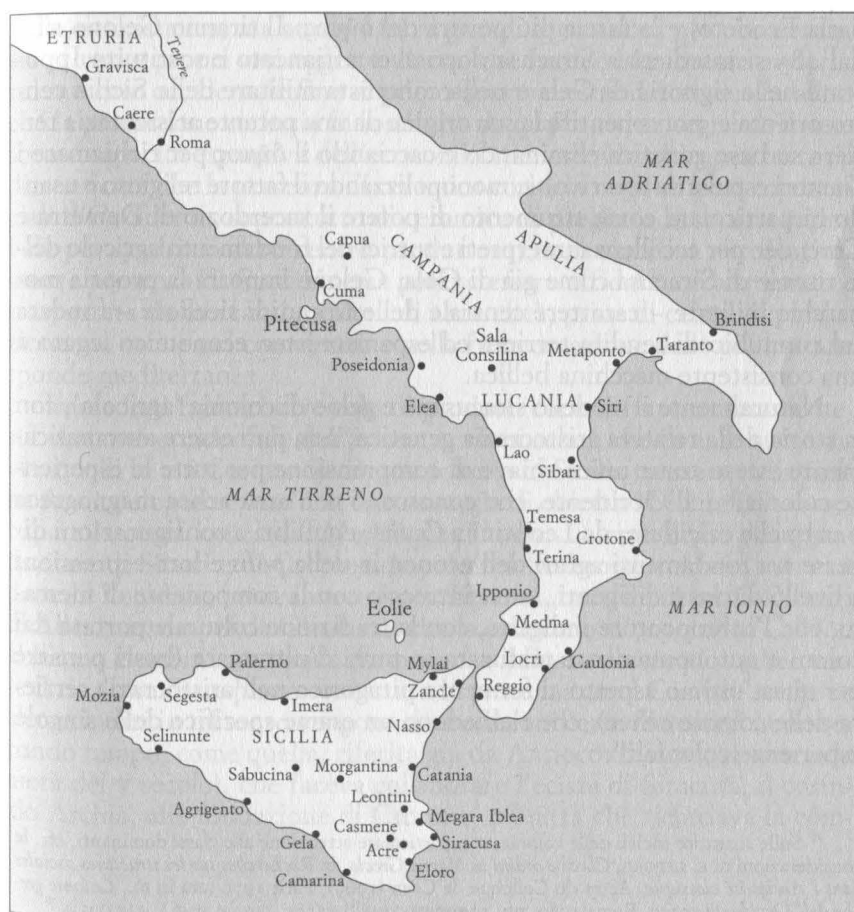 ETRURIA
Tevere
Gravisca
Caere
Roma
MAR
ADRIATICO
Capua
CAMPANIA
APULIA
Cuma
Pitecusa
Brindisi
Sala
Consilina
Metaponto
Taranto
Poseidonia
LUCANIA
Elea
Siri
Lao
Sibari
MAR TIRRENO
Temesa
Crotone
Terina
Ipponio
MAR IONIO
Eolie
Medma
Locri
Caulonia
Palermo
Mylai
Mozia
Segesta
Zancle
Reggio
Imera
Selinunte
SICILIA
Nasso
Sabucina
Morgantina
Catania
Leontini
Agrigento
Casmene
Megara Iblea
Gela
Acre
Siracusa
Camarina
Eloro